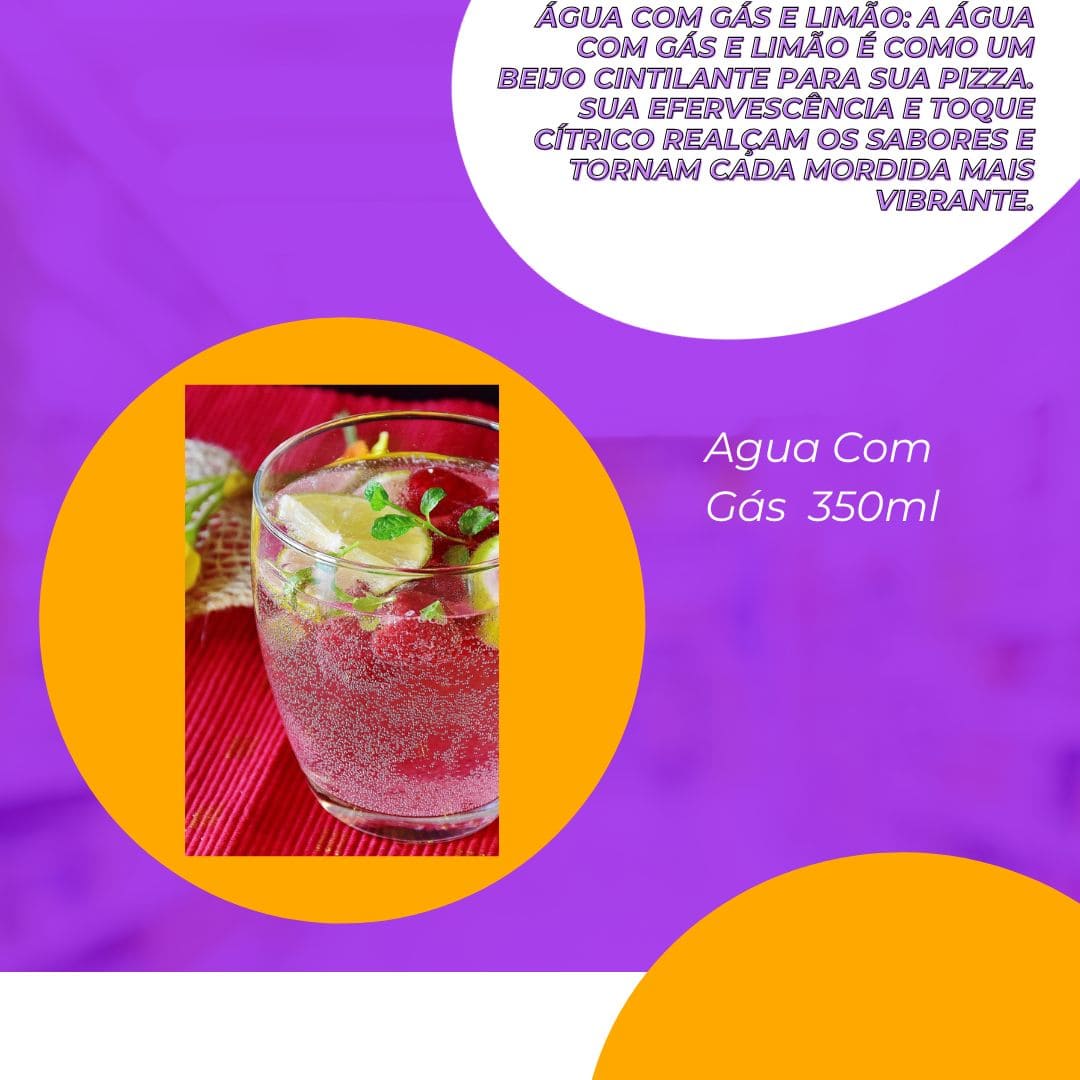 ÁGUA COM GÁS E LIMÃO: A ÁGUA
COM GÁS E LIMÃO É COMO UM
BEIJO CINTILANTE PARA SUA PIZZA.
SUA EFERVESCÊNCIA E TOQUE
CÍTRICO REALÇAM OS SABORES E
TORNAM CADA MORDIDA MAIS
VIBRANTE.
Agua Com
Gás 350ml